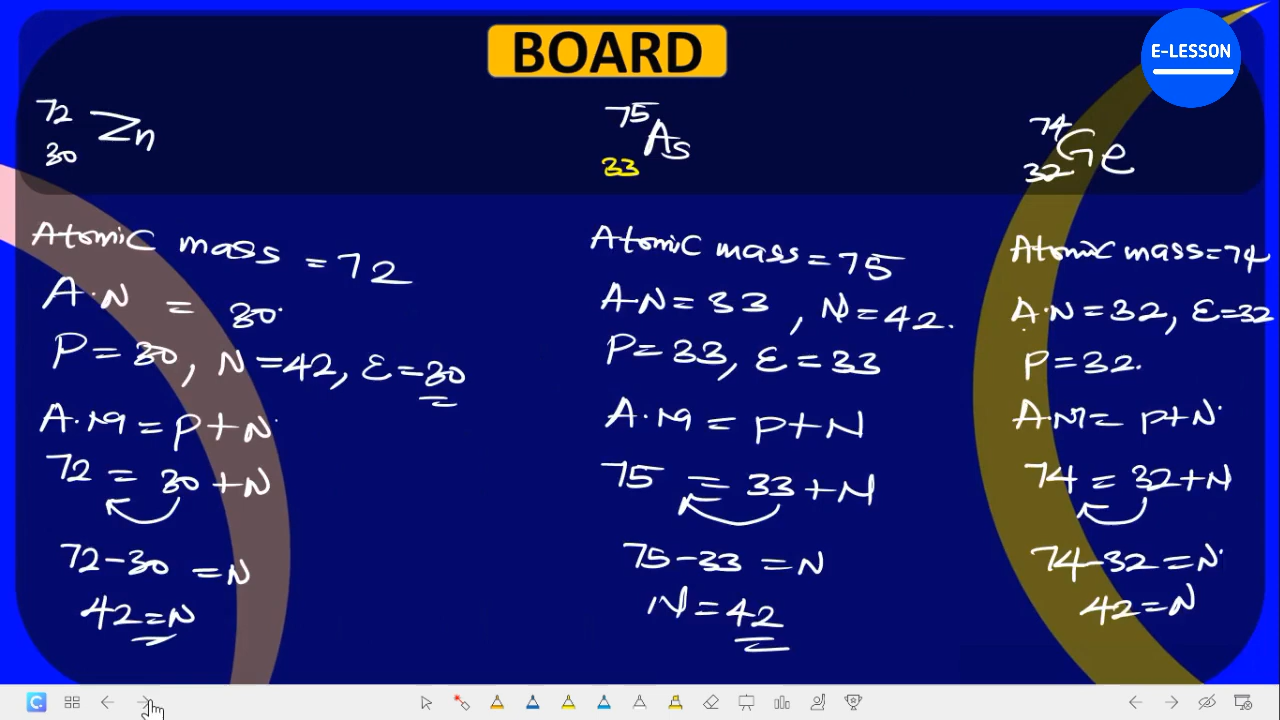 BOARD
E-LESSON
72
30 Zn
Atomic mass = 72
A.N = 30
P = 30, N = 42, E = 30
A.M = P + N
72 = 30 + N
72 - 30 = N
42 = N
75
33 As
Atomic mass = 75
A.N = 33, N = 42.
P = 33, E = 33
A.M = P + N
75 = 33 + N
75 - 33 = N
N = 42
74
32 Ge
Atomic mass = 74
A.N = 32, E = 32
P = 32.
A.M = P + N
74 = 32 + N
74 - 32 = N
42 = N